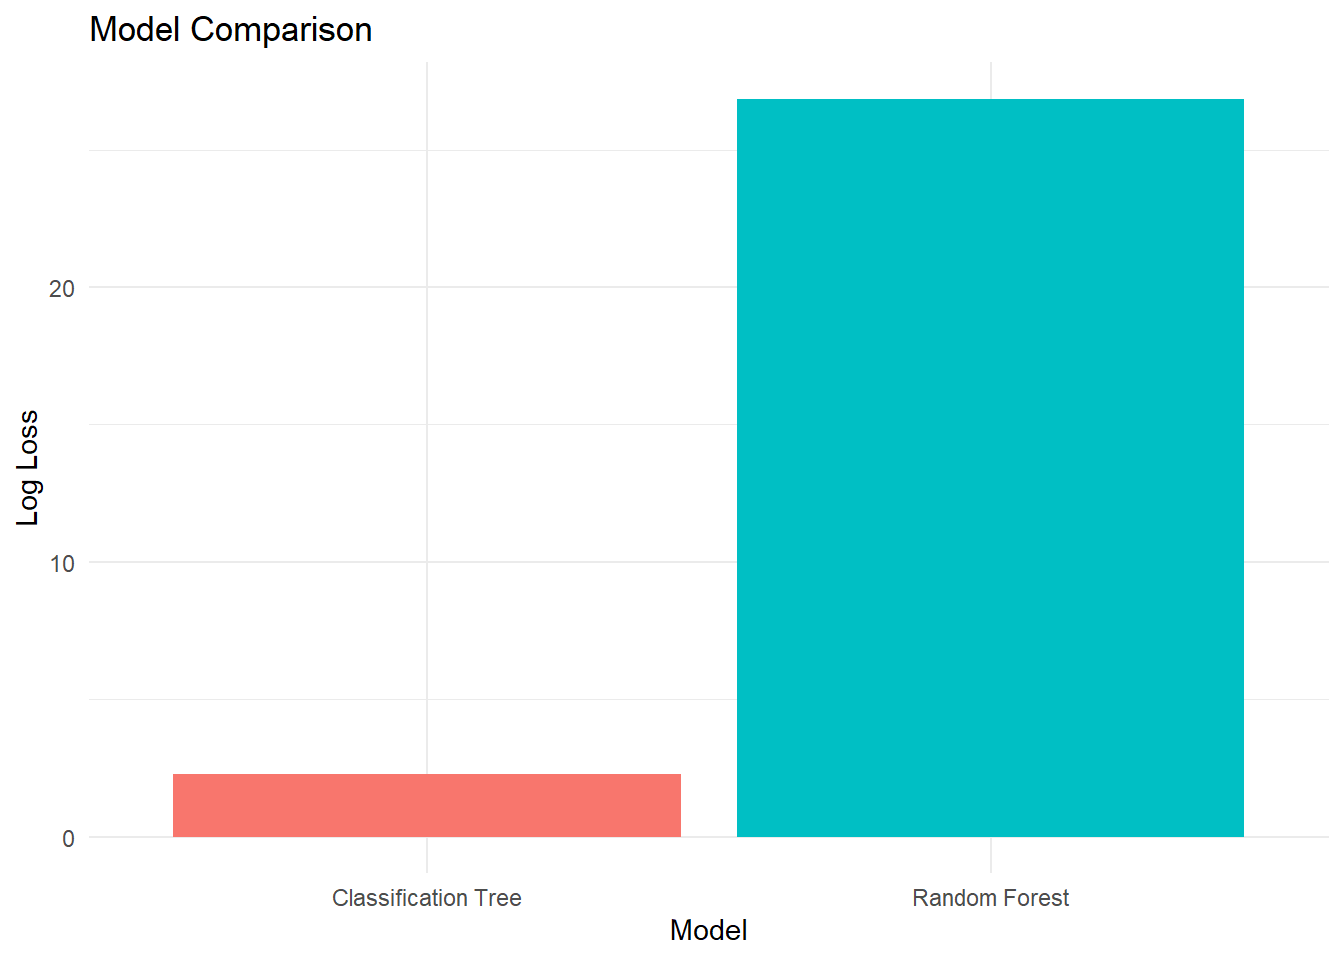 Model Comparison
Log Loss
20
10
0
Classification Tree
Random Forest
Model